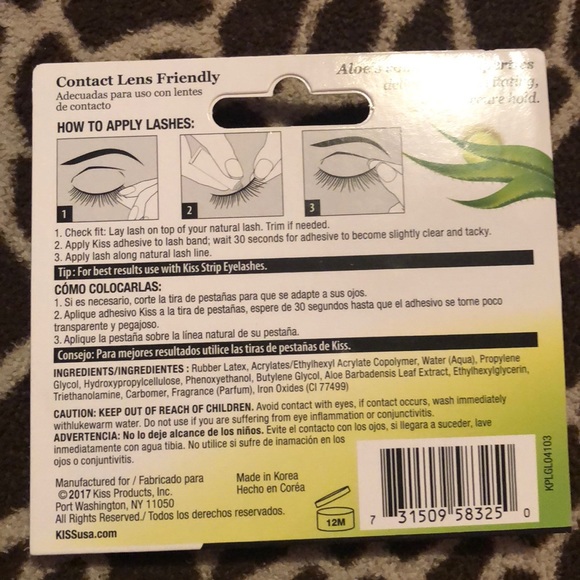 Contact Lens Friendly
Adecuadas para uso con lentes
de contacto
Aloe's
hold.
HOW TO APPLY LASHES:
1
2
3
1. Check fit: Lay lash on top of your natural lash. Trim if needed.
2. Apply Kiss adhesive to lash band; wait 30 seconds for adhesive to become slightly clear and tacky.
3. Apply lash along natural lash line.
Tip: For best results use with Kiss Strip Eyelashes.
CÓMO COLOCARLAS:
1. Si es necesario, corte la tira de pestañas para que se adapte a sus ojos.
2. Aplique adhesivo Kiss a la tira de pestañas, espere de 30 segundos hasta que el adhesivo se torne poco
transparente y pegajoso.
3. Aplique la pestaña sobre la línea natural de su pestaña.
Consejo: Para mejores resultados utilice las tiras de pestañas de Kiss.
INGREDIENTS/INGREDIENTES : Rubber Latex, Acrylates/Ethylhexyl Acrylate Copolymer, Water (Aqua), Propylene
Glycol, Hydroxypropylcellulose, Phenoxyethanol, Butylene Glycol, Aloe Barbadensis Leaf Extract, Ethylhexylglycerin,
Triethanolamine, Carbomer, Fragrance (Parfum), Iron Oxides (CI 77499)
CAUTION: KEEP OUT OF REACH OF CHILDREN. Avoid contact with eyes, if contact occurs, wash immediately
withlukewarm water. Do not use if you are suffering from eye inflammation or conjunctivitis.
ADVERTENCIA: No lo deje alcance de los niños. Evite el contacto con los ojos, si llegara a suceder, lave
inmediatamente con agua tibia. No utilice si sufre de inamación en los
ojos o conjuntivitis.
Manufactured for / Fabricado para
©2017 Kiss Products, Inc.
Port Washington, NY 11050
All Rights Reserved./ Todos los derechos reservados.
KISSusa.com
Made in Korea
Hecho en Coréa
12M
7 31509 58325 0
KPLGL04103